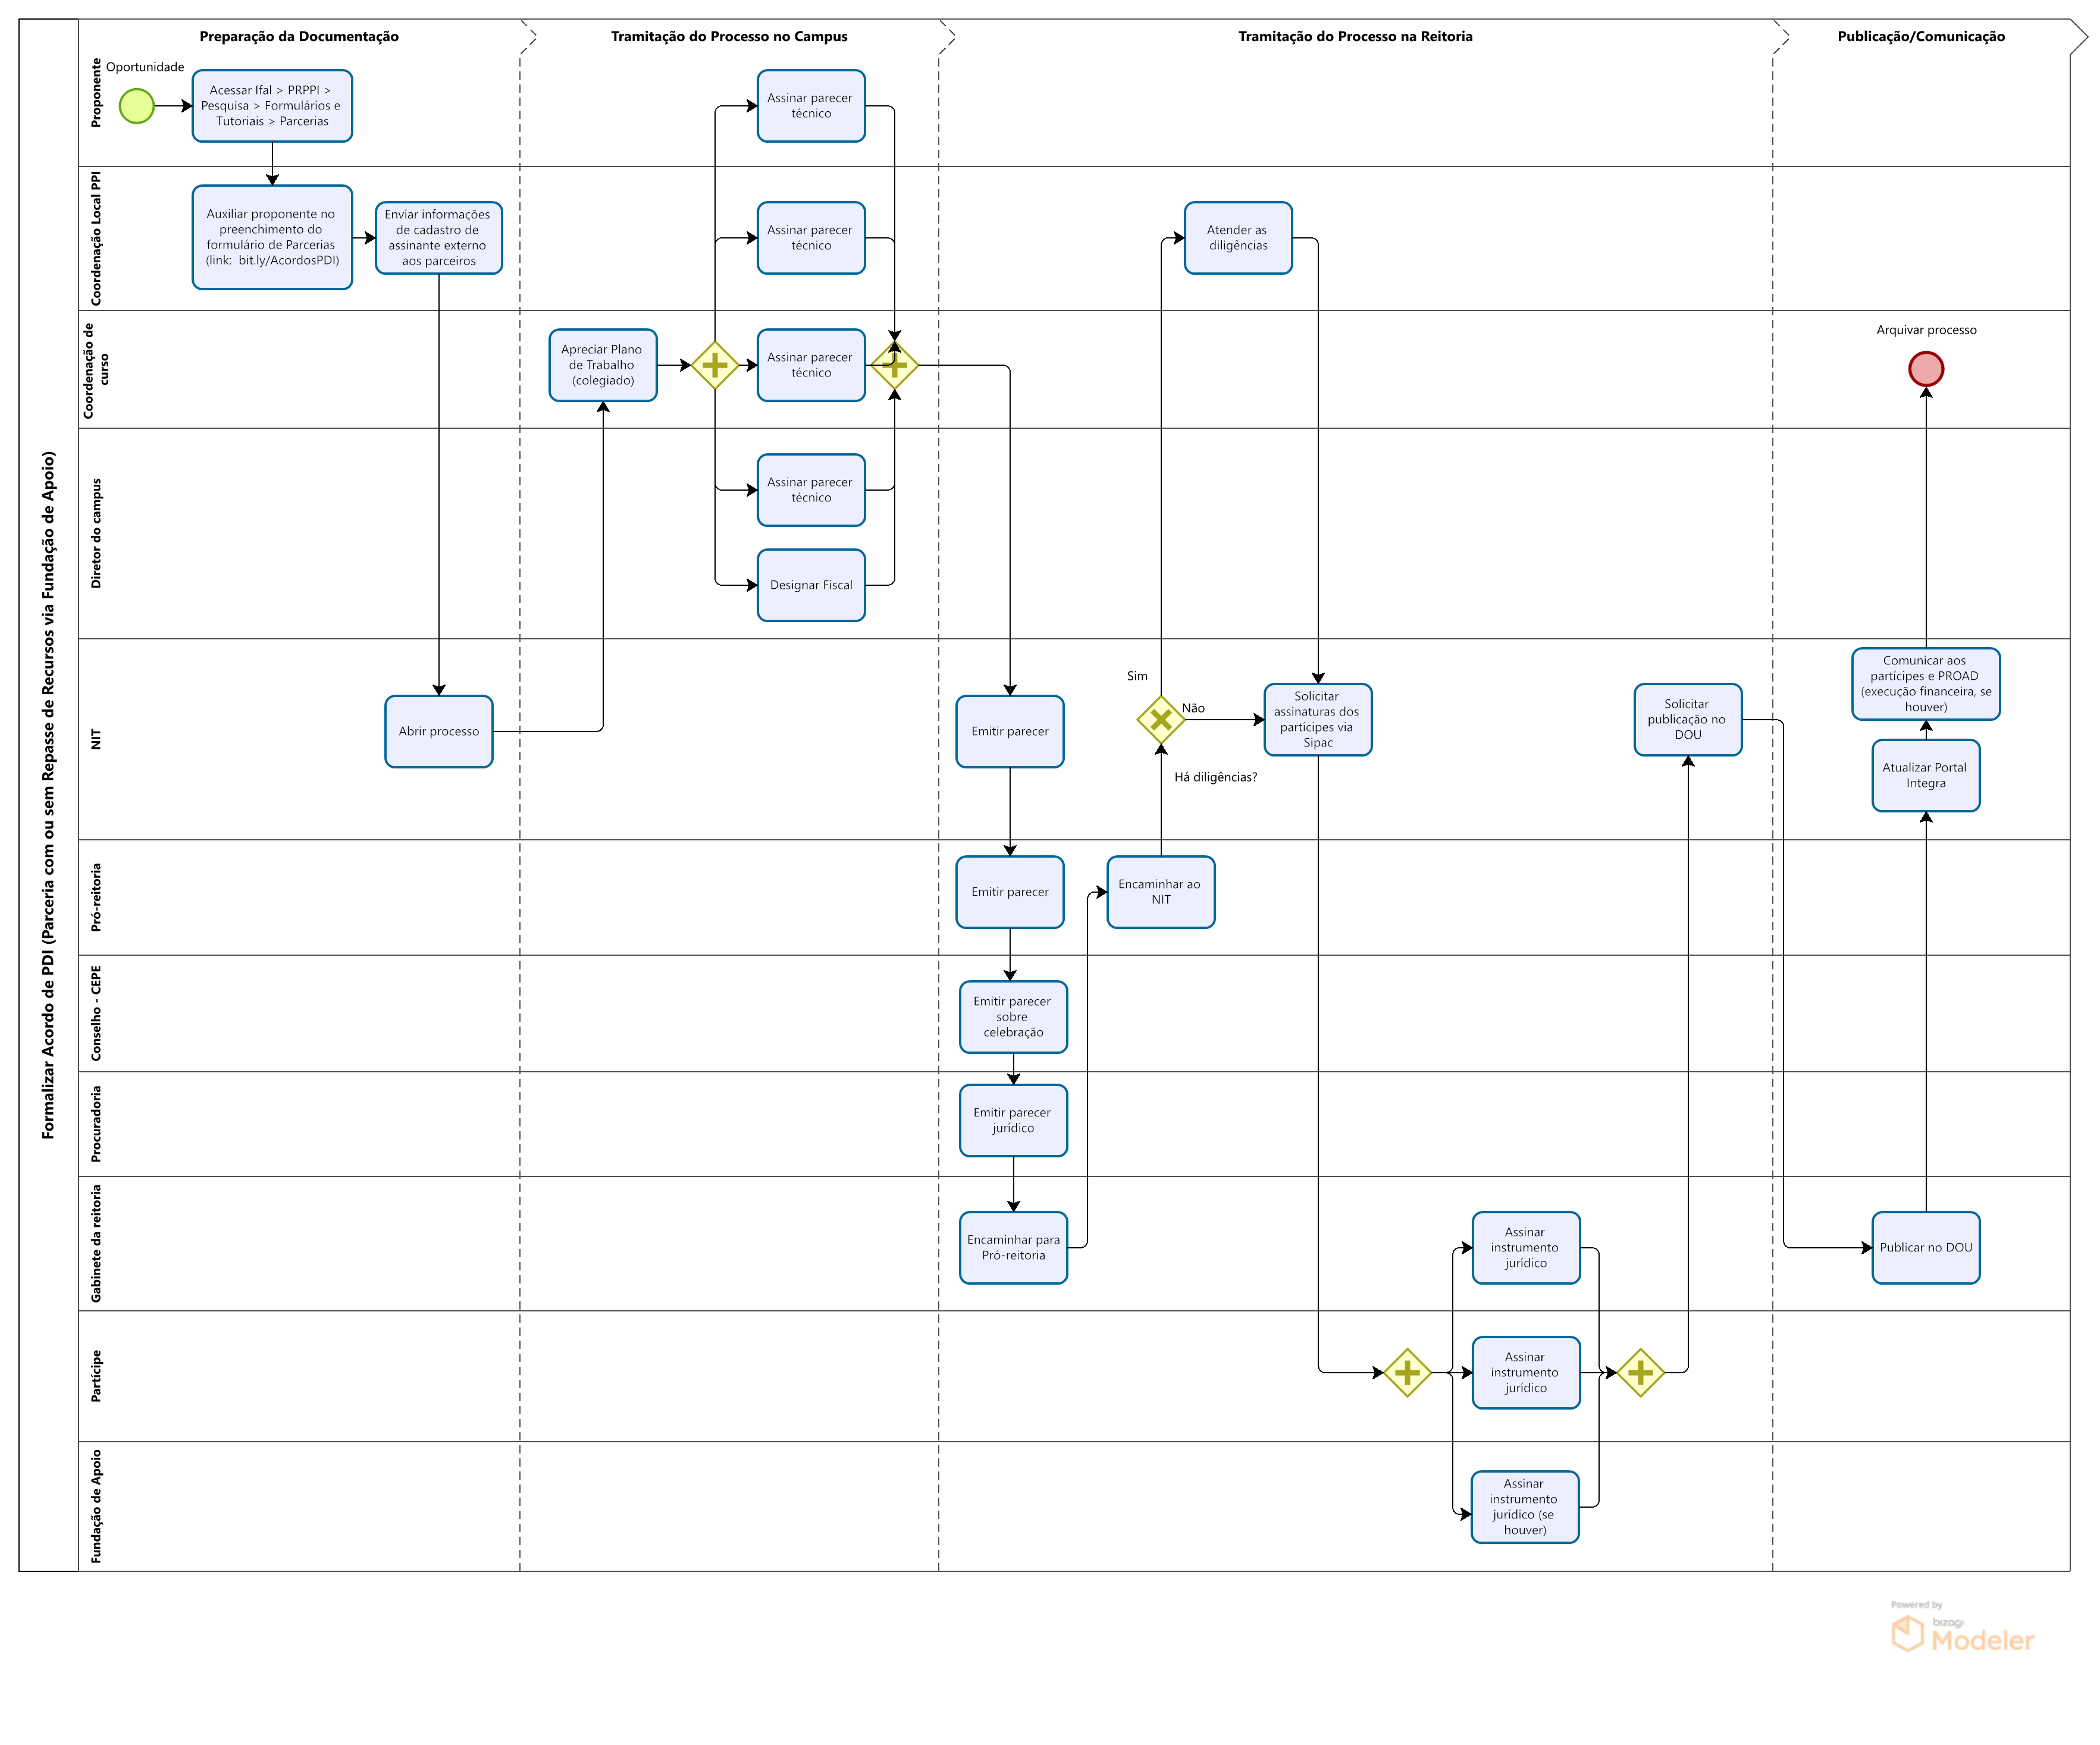 Formalizar Acordo de PDI (Parceria com ou sem Repasse de Recursos via Fundação de Apoio)
Preparação da Documentação
Tramitação do Processo no Campus
Tramitação do Processo na Reitoria
Publicação/Comunicação
Proponente
Oportunidade
Acessar Ifal > PRPPI >
Pesquisa > Formulários e
Tutoriais > Parcerias
Assinar parecer
técnico
Coordenação Local PPI
Auxiliar proponente no
preenchimento do
formulário de Parcerias
(link: bit.ly/AcordosPDI)
Enviar informações
de cadastro de
assinante externo
aos parceiros
Assinar parecer
técnico
Atender as
diligências
Coordenação de
curso
Apreciar Plano
de Trabalho
(colegiado)
Assinar parecer
técnico
Arquivar processo
Diretor do campus
Assinar parecer
técnico
Designar Fiscal
NIT
Abrir processo
Emitir parecer
Sim
Não
Há diligências?
Solicitar
assinaturas dos
partícipes via
Sipac
Solicitar
publicação no
DOU
Comunicar aos
partícipes e PROAD
(execução financeira, se
houver)
Atualizar Portal
Integra
Pró-reitoria
Emitir parecer
Encaminhar ao
NIT
Conselho - CEPE
Emitir parecer
sobre
celebração
Procuradoria
Emitir parecer
jurídico
Gabinete da reitoria
Encaminhar para
Pró-reitoria
Assinar
instrumento
jurídico
Publicar no DOU
Partícipe
Assinar
instrumento
jurídico
Fundação de Apoio
Assinar
instrumento
jurídico (se
houver)
Powered by
bizagi
Modeler